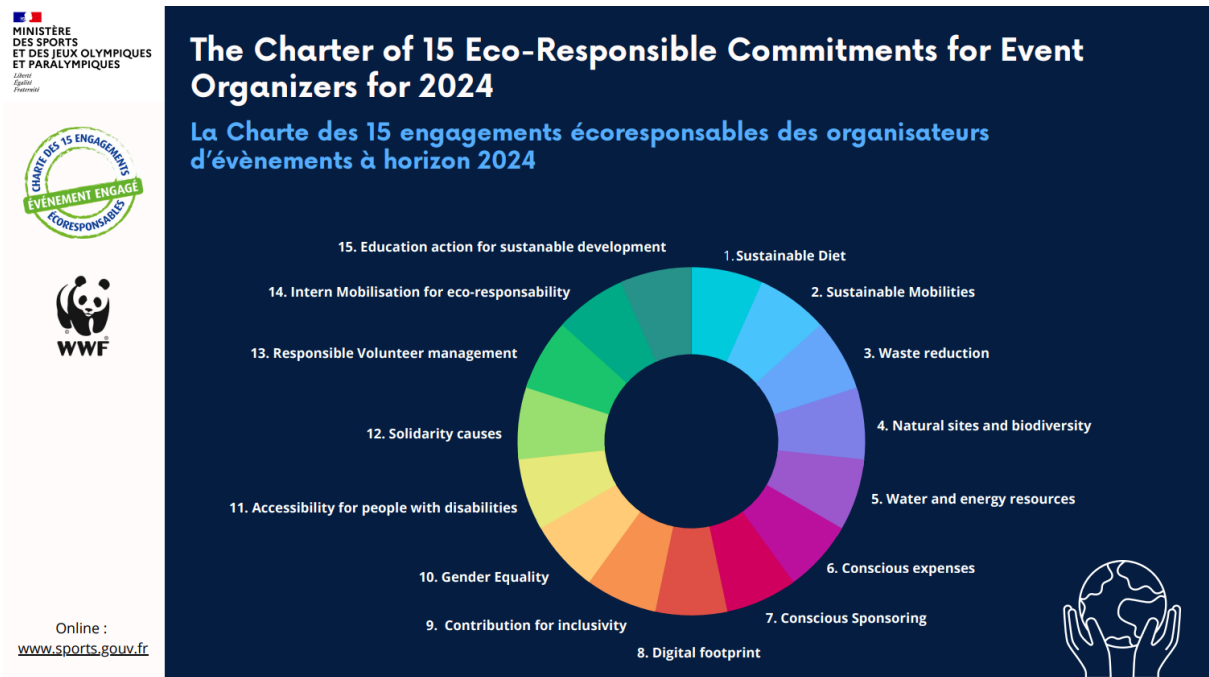 MINISTÈRE
DES SPORTS
ET DES JEUX OLYMPIQUES
ET PARALYMPIQUES
Liberté
Égalité
Fraternité
The Charter of 15 Eco-Responsible Commitments for Event
Organizers for 2024
La Charte des 15 engagements écoresponsables des organisateurs
d'évènements à horizon 2024
CHARTE DES 15 ENGAGEMENTS
ÉVÉNEMENT ENGAGÉ
ÉCORESPONSABLES
WWF
15. Education action for sustanable development
1. Sustainable Diet
14. Intern Mobilisation for eco-responsability
2. Sustainable Mobilities
13. Responsible Volunteer management
3. Waste reduction
12. Solidarity causes
4. Natural sites and biodiversity
11. Accessibility for people with disabilities
5. Water and energy resources
10. Gender Equality
6. Conscious expenses
9. Contribution for inclusivity
7. Conscious Sponsoring
8. Digital footprint
Online :
www.sports.gouv.fr